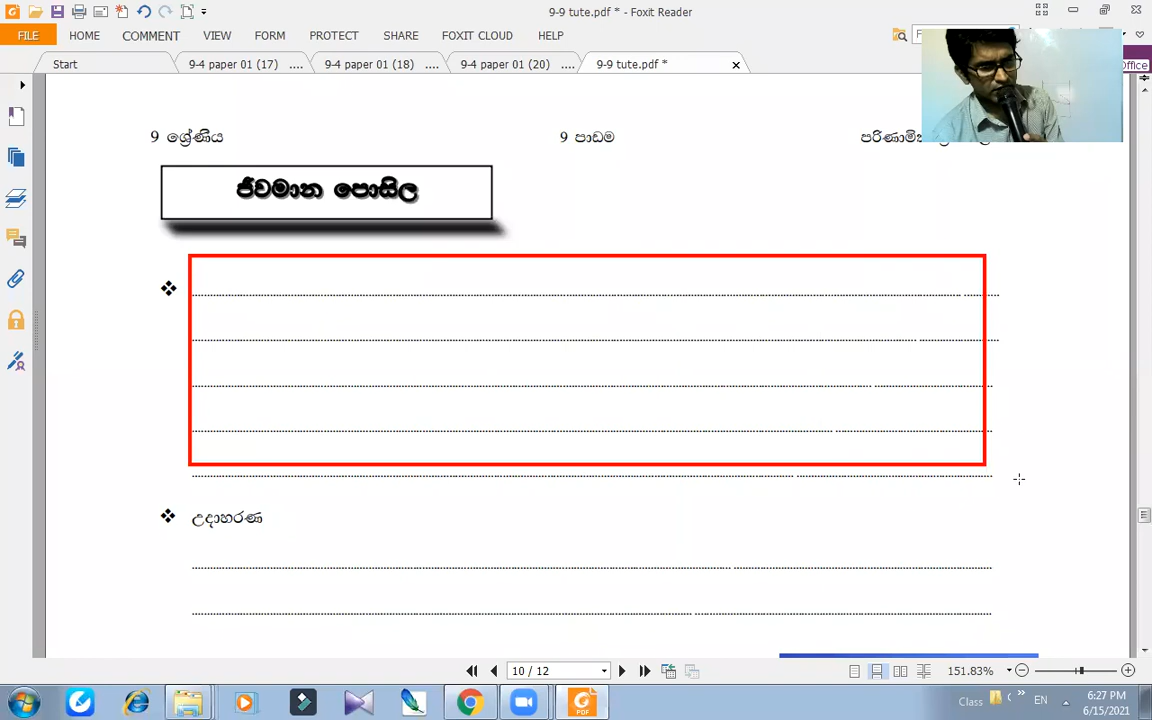 9-9 tute.pdf * - Foxit Reader
FILE HOME COMMENT VIEW FORM PROTECT SHARE FOXIT CLOUD HELP
Start 9-4 paper 01 (17) .... 9-4 paper 01 (18) .... 9-4 paper 01 (20) .... 9-9 tute.pdf *
Office
9 ශ්‍රේණිය 9 පාඩම
ජීවමාන පොසිල
❖
❖ උදාහරණ
10 / 12 151.83%
PDF Class EN 6:27 PM
6/15/2021